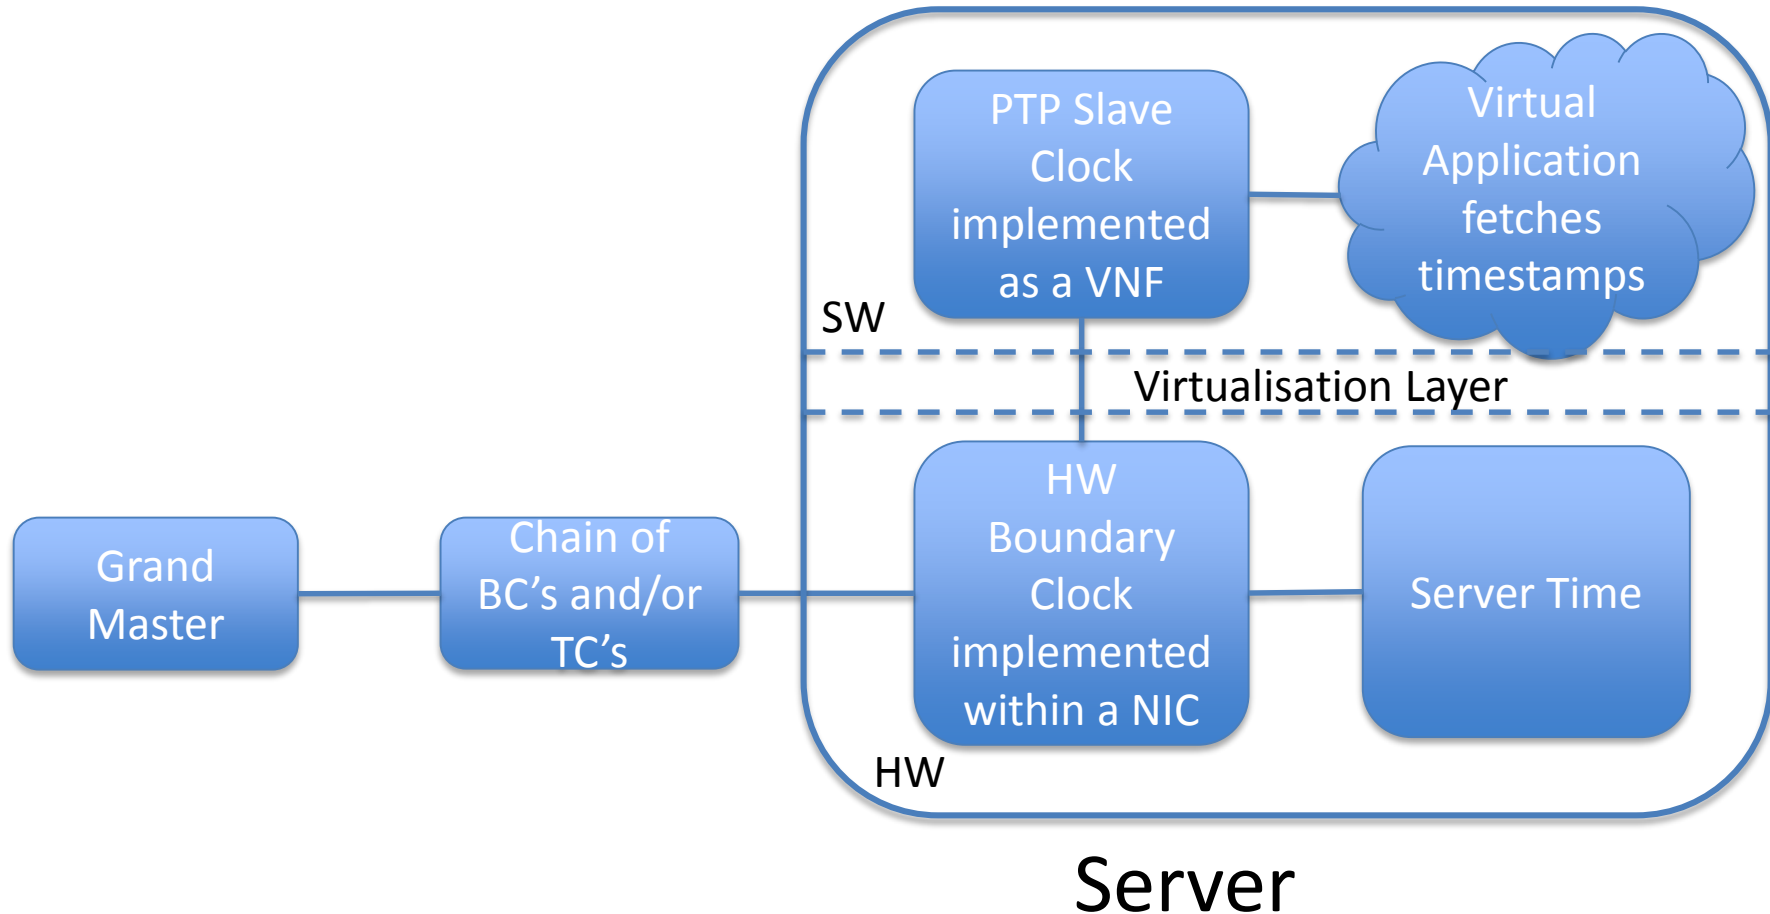 PTP Slave
Clock
implemented
as a VNF
Virtual
Application
fetches
timestamps
SW
Virtualisation Layer
Grand
Master
Chain of
BC’s and/or
TC’s
HW
Boundary
Clock
implemented
within a NIC
Server Time
HW
Server